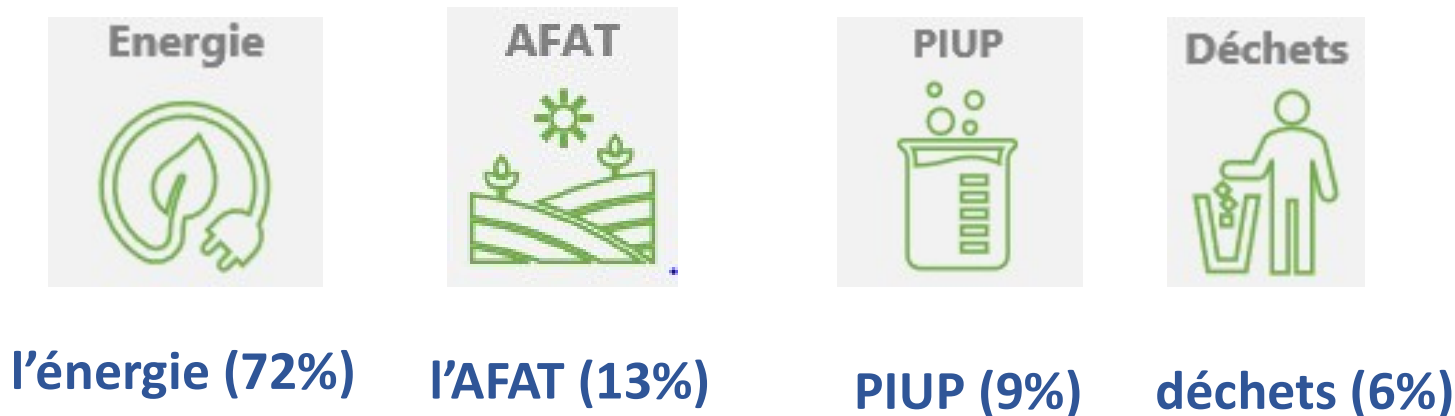 Energie
AFAT
PIUP
Déchets
l’énergie (72%)
l’AFAT (13%)
PIUP (9%)
déchets (6%)